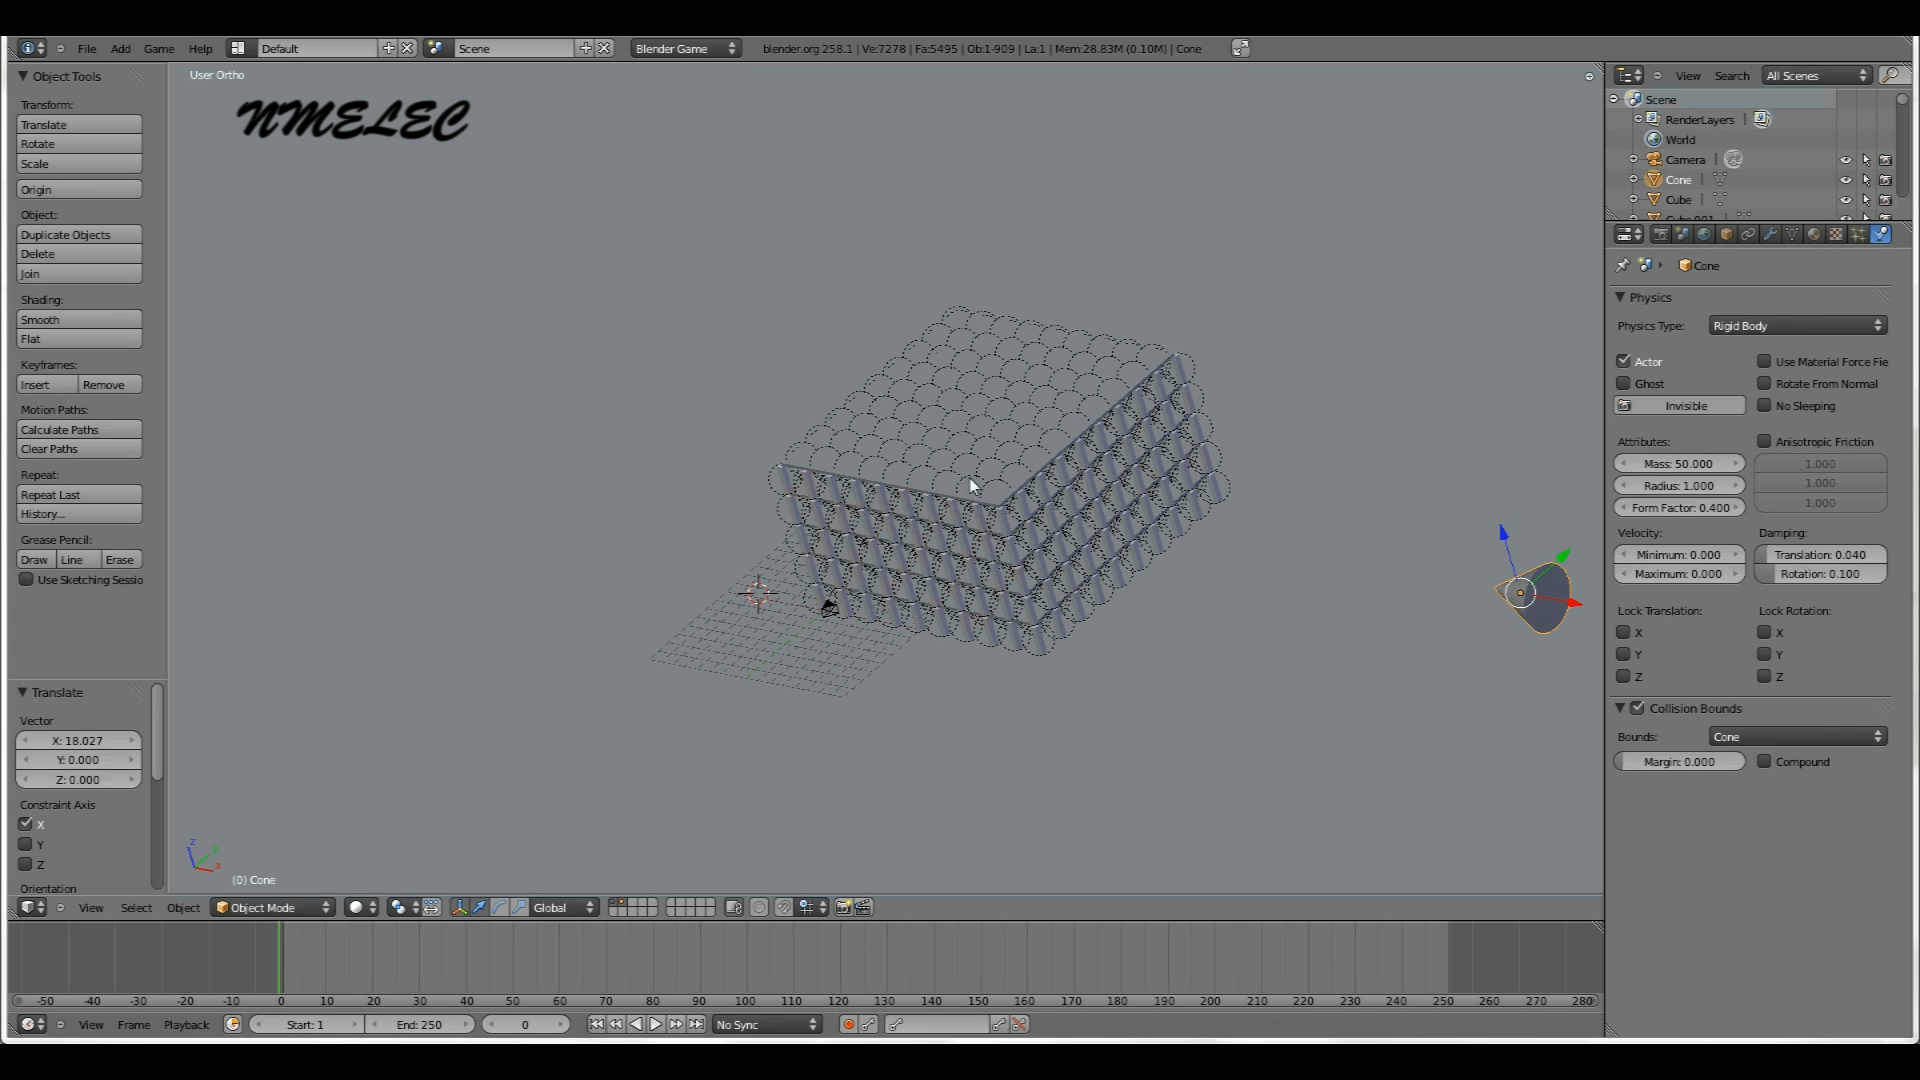 File Add Game Help Default Scene Blender Game blender.org 258.1 | Ve:7278 | Fa:5495 | Ob:1-909 | La:1 | Mem:28.83M (0.10M) | Cone
Object Tools
Transform:
Translate
Rotate
Scale
Origin
Object:
Duplicate Objects
Delete
Join
Shading:
Smooth
Flat
Keyframes:
Insert Remove
Motion Paths:
Calculate Paths
Clear Paths
Repeat:
Repeat Last
History...
Grease Pencil:
Draw Line Erase
Use Sketching Sessio
Translate
Vector
X: 18.027
Y: 0.000
Z: 0.000
Constraint Axis
X
Y
Z
Orientation
User Ortho
NMELEC
z
y
x
(0) Cone
View Select Object Object Mode Global
-50 -40 -30 -20 -10 0 10 20 30 40 50 60 70 80 90 100 110 120 130 140 150 160 170 180 190 200 210 220 230 240 250 260 270 280
View Frame Playback Start: 1 End: 250 0 No Sync
View Search All Scenes
Scene
RenderLayers |
World
Camera |
Cone |
Cube |
Cube.001 |
Cone
Physics
Physics Type: Rigid Body
Actor Use Material Force Fie
Ghost Rotate From Normal
Invisible No Sleeping
Attributes: Anisotropic Friction
Mass: 50.000 1.000
Radius: 1.000 1.000
Form Factor: 0.400 1.000
Velocity: Damping:
Minimum: 0.000 Translation: 0.040
Maximum: 0.000 Rotation: 0.100
Lock Translation: Lock Rotation:
X X
Y Y
Z Z
Collision Bounds
Bounds: Cone
Margin: 0.000 Compound